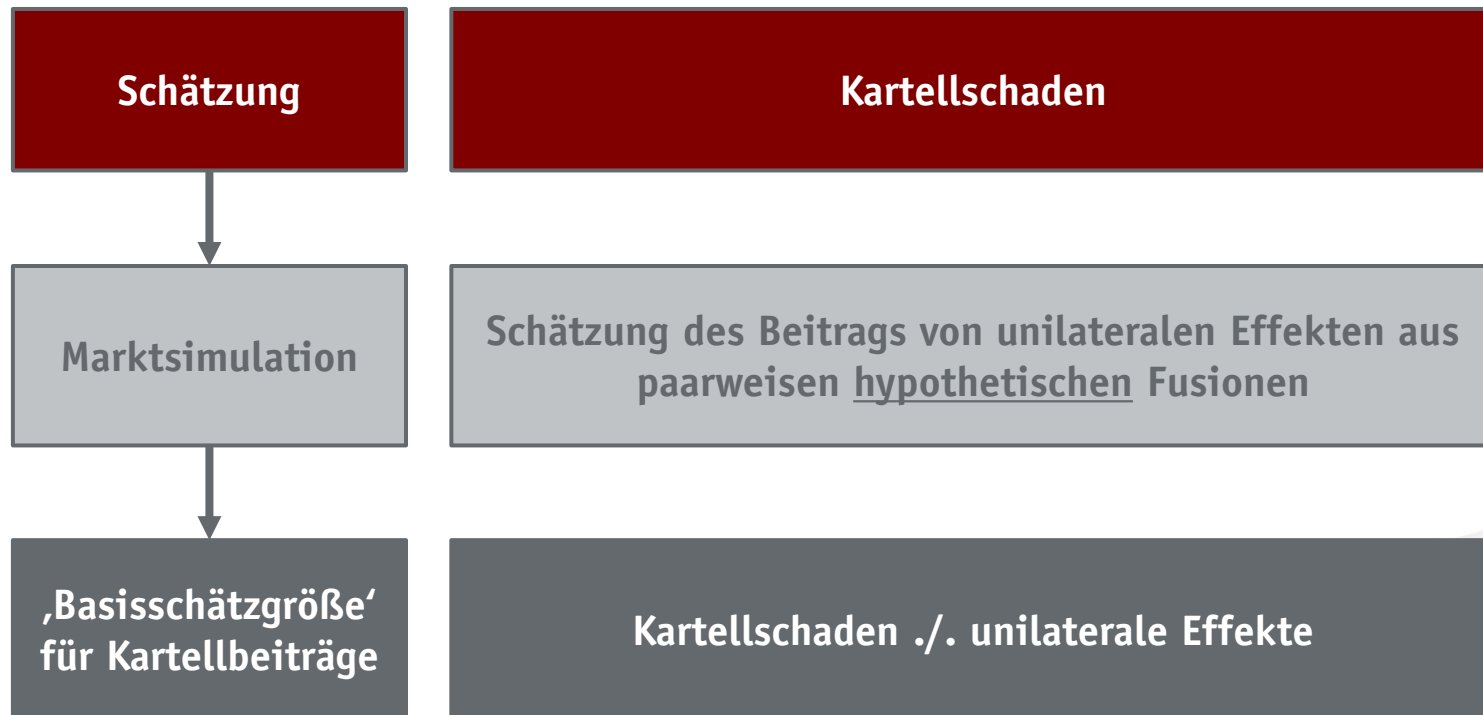 Schätzung
Kartellschaden
Marktsimulation
Schätzung des Beitrags von unilateralen Effekten aus
paarweisen hypothetischen Fusionen
‚Basisschätzgröße‘
für Kartellbeiträge
Kartellschaden ./. unilaterale Effekte